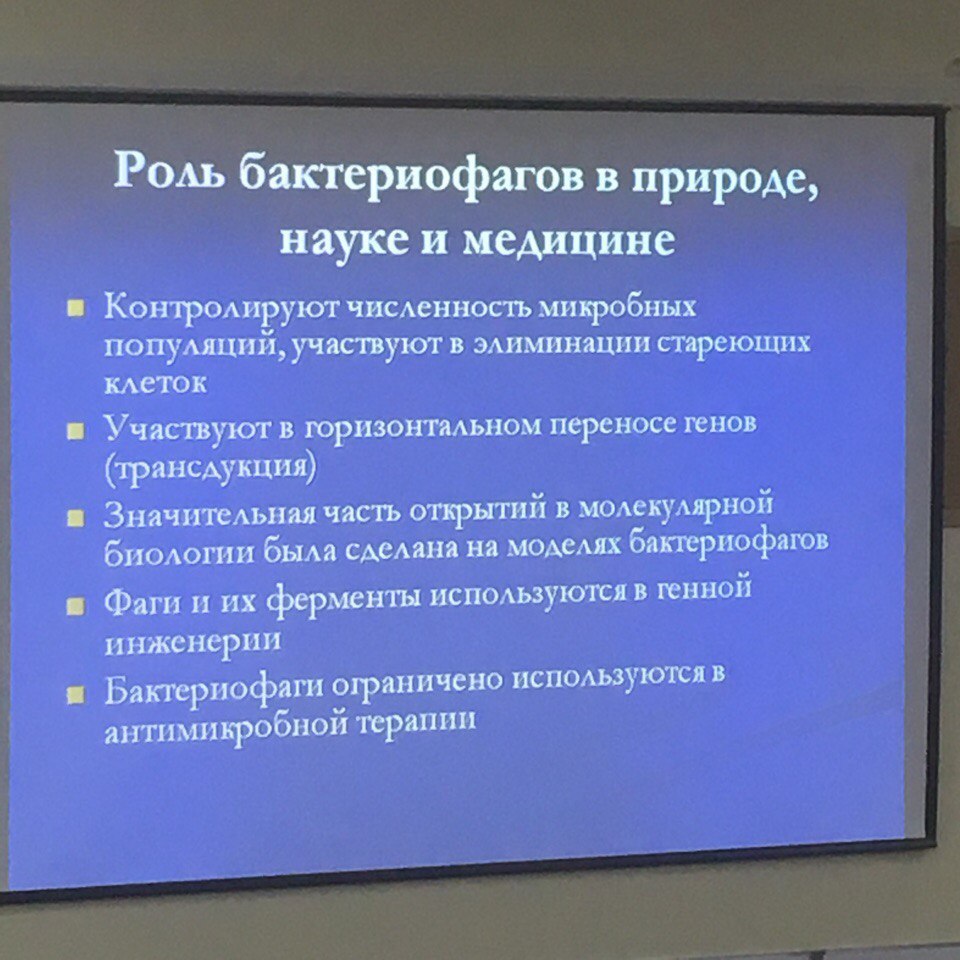 Роль бактериофагов в природе,
науке и медицине
Контролируют численность микробных
популяций, участвуют в элиминации стареющих
клеток
Участвуют в горизонтальном переносе генов
(трансдукция)
Значительная часть открытий в молекулярной
биологии была сделана на моделях бактериофагов
Фаги и их ферменты используются в генной
инженерии
Бактериофаги ограничено используются в
антимикробной терапии